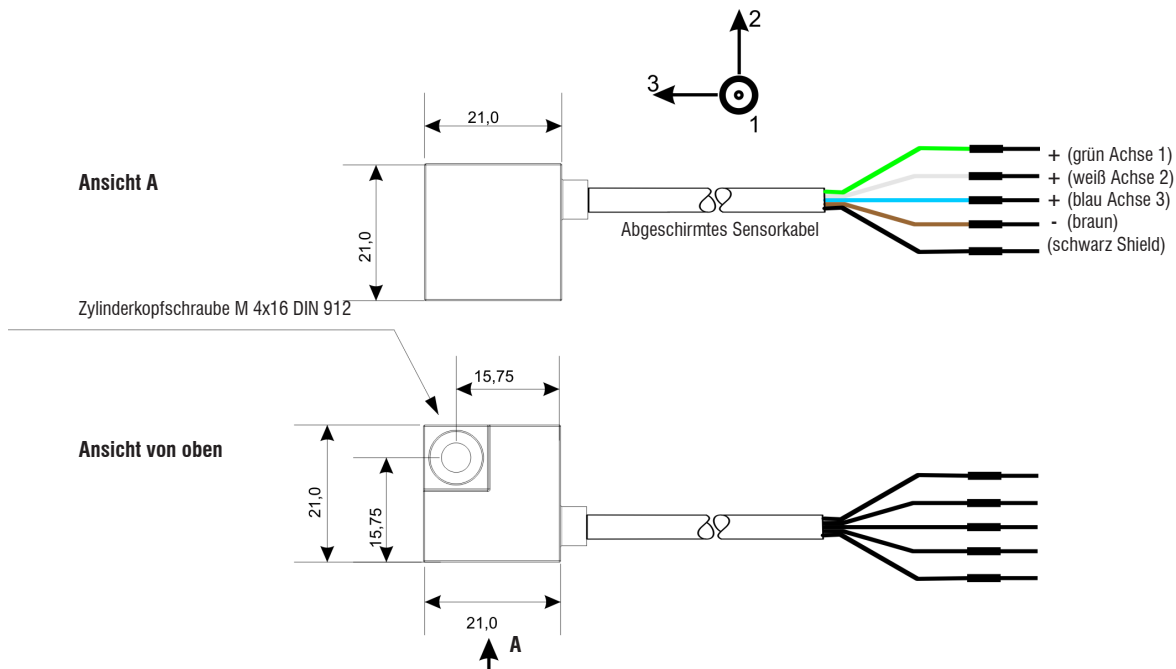 2
3
1
21,0
+ (grün Achse 1)
+ (weiß Achse 2)
+ (blau Achse 3)
- (braun)
(schwarz Shield)
Ansicht A
21,0
Abgeschirmtes Sensorkabel
Zylinderkopfschraube M 4x16 DIN 912
15,75
Ansicht von oben
21,0
15,75
21,0
A